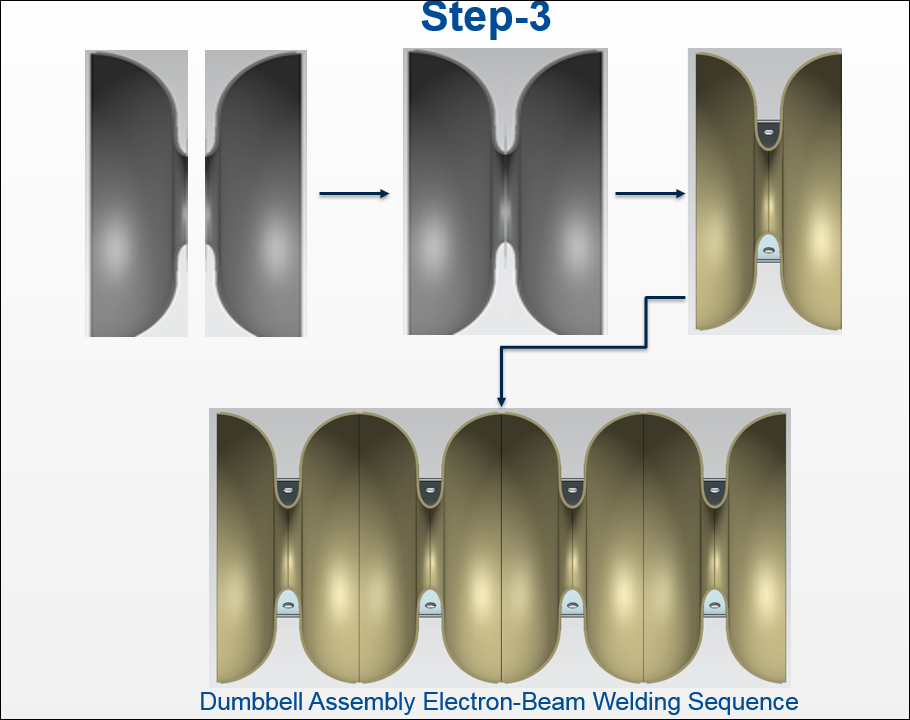 Step-3
Dumbbell Assembly Electron-Beam Welding Sequence